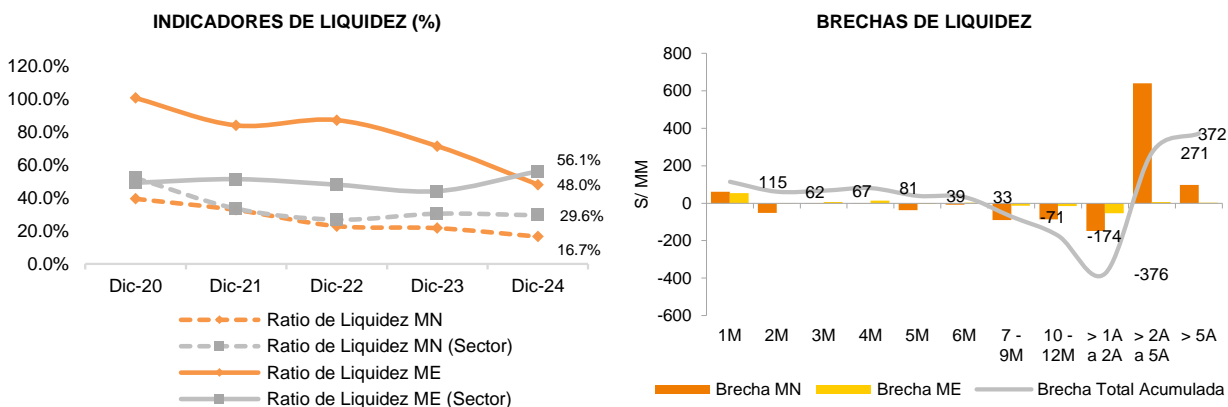 INDICADORES DE LIQUIDEZ (%)
120.0%
100.0%
80.0%
60.0%
40.0%
20.0%
0.0%
56.1%
48.0%
29.6%
16.7%
Dic-20 Dic-21 Dic-22 Dic-23 Dic-24
Ratio de Liquidez MN
Ratio de Liquidez MN (Sector)
Ratio de Liquidez ME
Ratio de Liquidez ME (Sector)
BRECHAS DE LIQUIDEZ
S/ MM
800
600
400
200
0
-200
-400
-600
115 62 67 81 39 33 -71 -174 -376 271 372
1M 2M 3M 4M 5M 6M 7 - 10 - > 1A > 2A > 5A
9M 12M a 2A a 5A
Brecha MN Brecha ME Brecha Total Acumulada